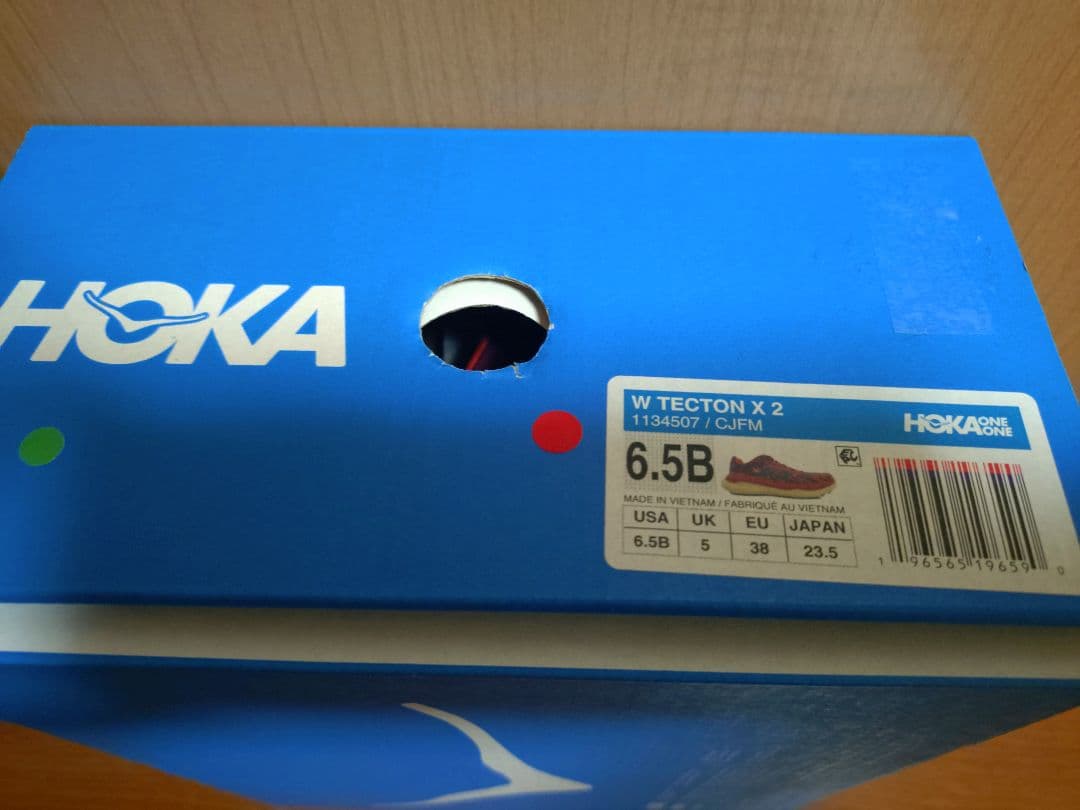 HOKA
W TECTON X 2
1134507 / CJFM
HOKA ONE ONE
6.5B
MADE IN VIETNAM / FABRIQUÉ AU VIETNAM
USA UK EU JAPAN
6.5B 5 38 23.5
1 96565 19659 0